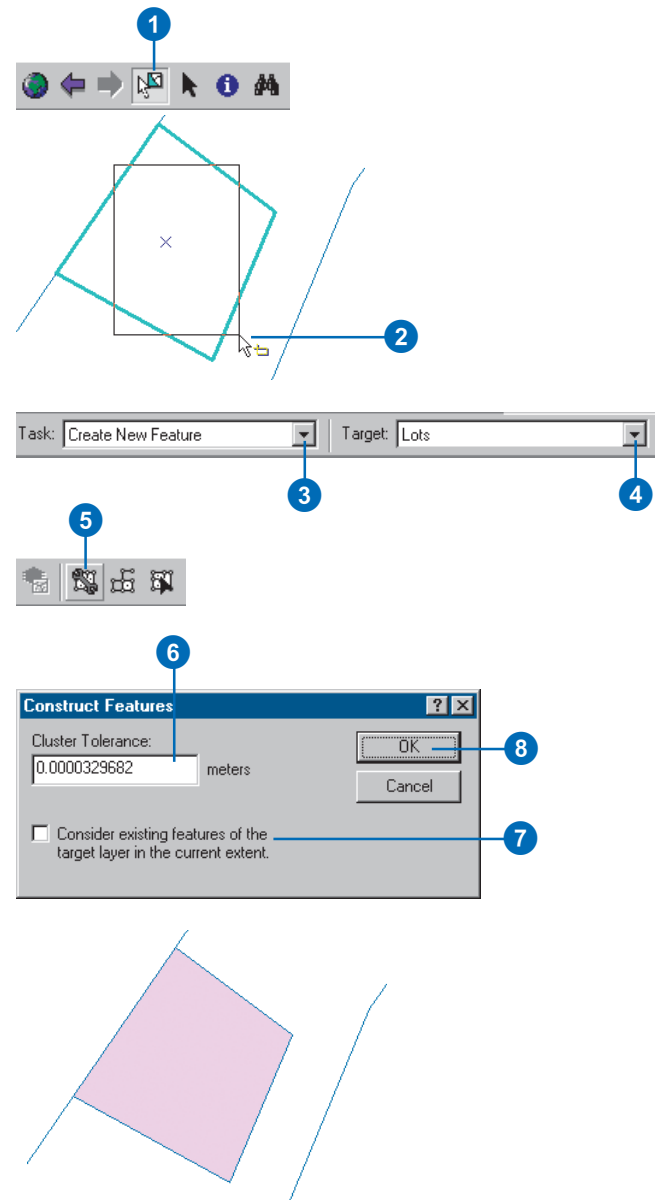 1
2
Task: Create New Feature Target: Lots
3 4
5
6
Construct Features ? X
Cluster Tolerance:
0.0000329682 meters
OK
8
Cancel
Consider existing features of the
target layer in the current extent.
7